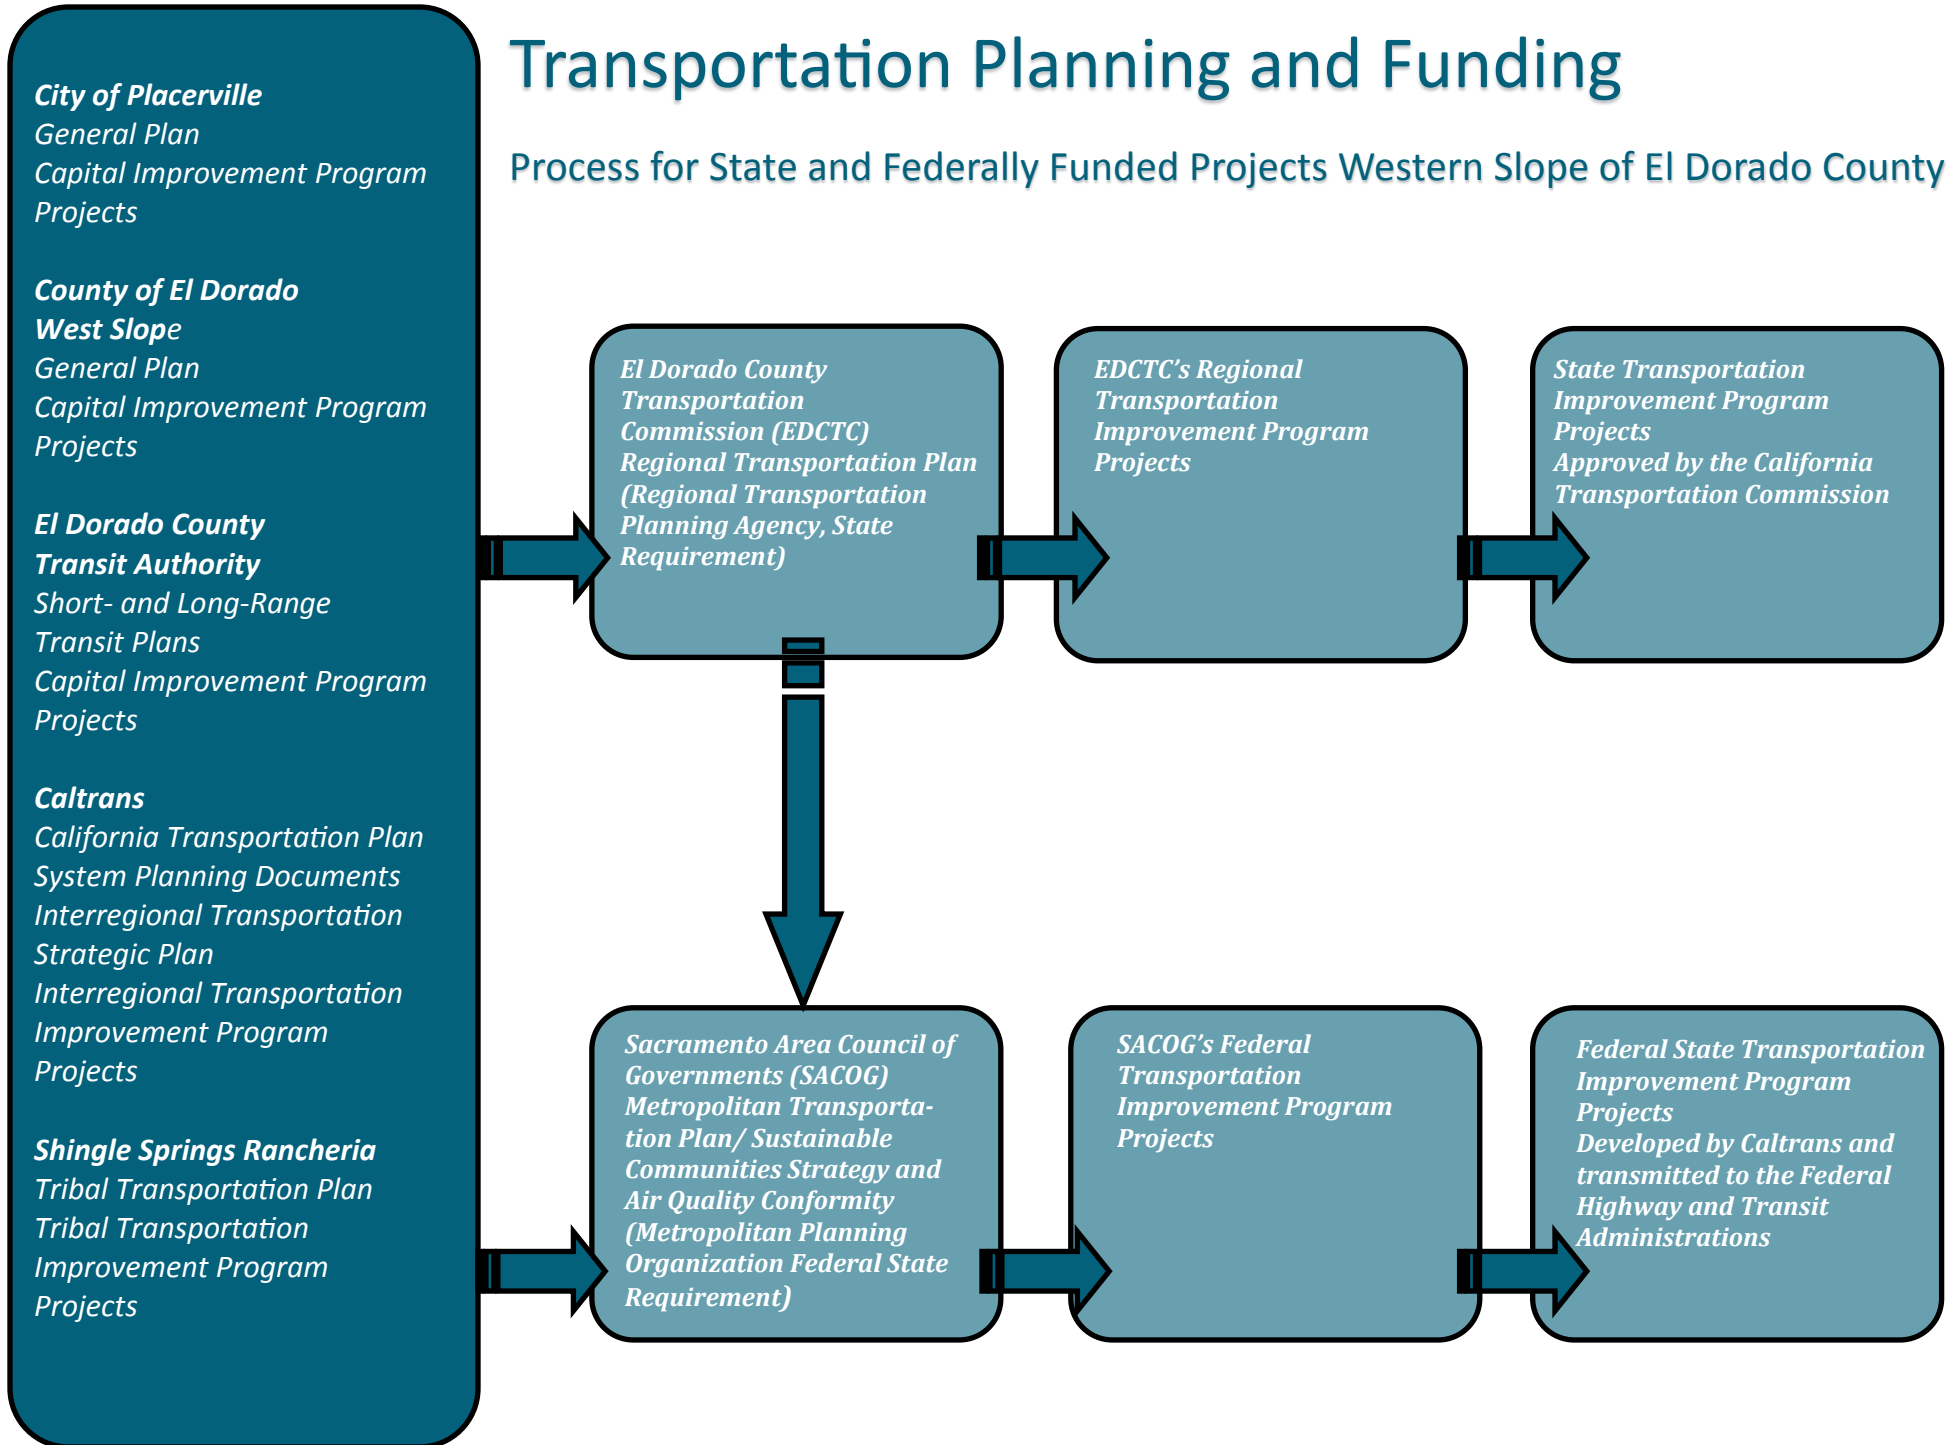 Transportation Planning and Funding
Process for State and Federally Funded Projects Western Slope of El Dorado County
City of Placerville
General Plan
Capital Improvement Program
Projects
County of El Dorado
West Slope
General Plan
Capital Improvement Program
Projects
El Dorado County
Transit Authority
Short- and Long-Range
Transit Plans
Capital Improvement Program
Projects
Caltrans
California Transportation Plan
System Planning Documents
Interregional Transportation
Strategic Plan
Interregional Transportation
Improvement Program
Projects
Shingle Springs Rancheria
Tribal Transportation Plan
Tribal Transportation
Improvement Program
Projects
El Dorado County
Transportation
Commission (EDCTC)
Regional Transportation Plan
(Regional Transportation
Planning Agency, State
Requirement)
EDCTC’s Regional
Transportation
Improvement Program
Projects
State Transportation
Improvement Program
Projects
Approved by the California
Transportation Commission
Sacramento Area Council of
Governments (SACOG)
Metropolitan Transporta-
tion Plan/ Sustainable
Communities Strategy and
Air Quality Conformity
(Metropolitan Planning
Organization Federal State
Requirement)
SACOG’s Federal
Transportation
Improvement Program
Projects
Federal State Transportation
Improvement Program
Projects
Developed by Caltrans and
transmitted to the Federal
Highway and Transit
Administrations